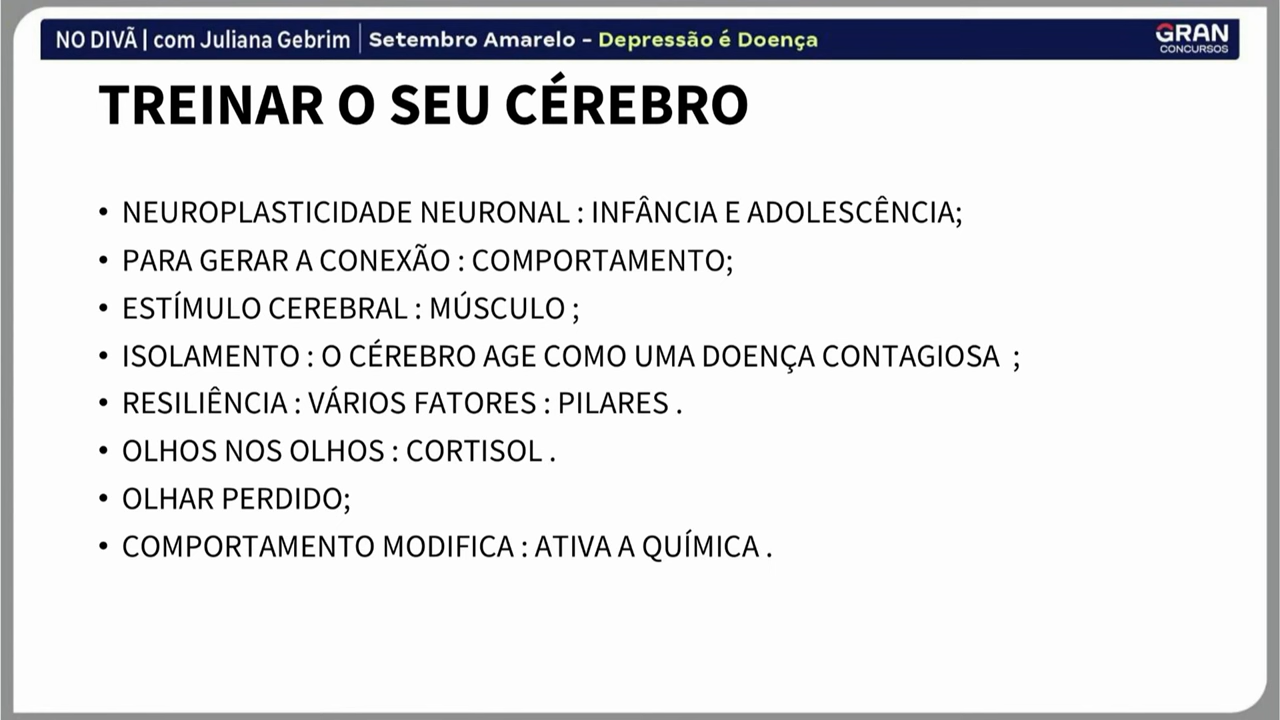 NO DIVÃ | com Juliana Gebrim | Setembro Amarelo – Depressão é Doença
GRAN
CONCURSOS
TREINAR O SEU CÉREBRO
• NEUROPLASTICIDADE NEURONAL : INFÂNCIA E ADOLESCÊNCIA;
• PARA GERAR A CONEXÃO : COMPORTAMENTO;
• ESTÍMULO CEREBRAL : MÚSCULO ;
• ISOLAMENTO : O CÉREBRO AGE COMO UMA DOENÇA CONTAGIOSA ;
• RESILIÊNCIA : VÁRIOS FATORES : PILARES .
• OLHOS NOS OLHOS : CORTISOL .
• OLHAR PERDIDO;
• COMPORTAMENTO MODIFICA : ATIVA A QUÍMICA .